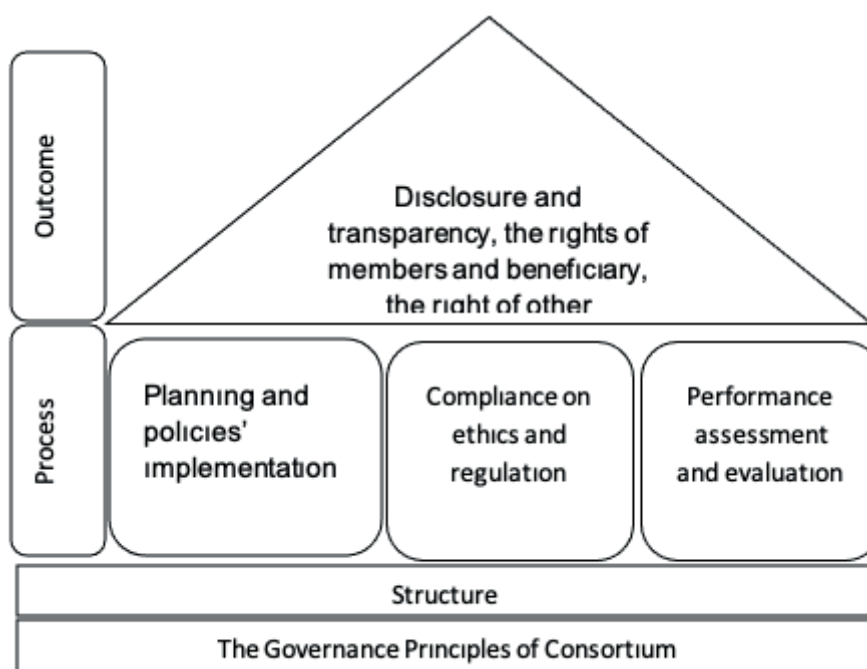 Outcome
Disclosure and
transparency, the rights of
members and beneficiary,
the right of other
Process
Planning and
policies'
implementation
Compliance on
ethics and
regulation
Performance
assessment
and evaluation
Structure
The Governance Principles of Consortium